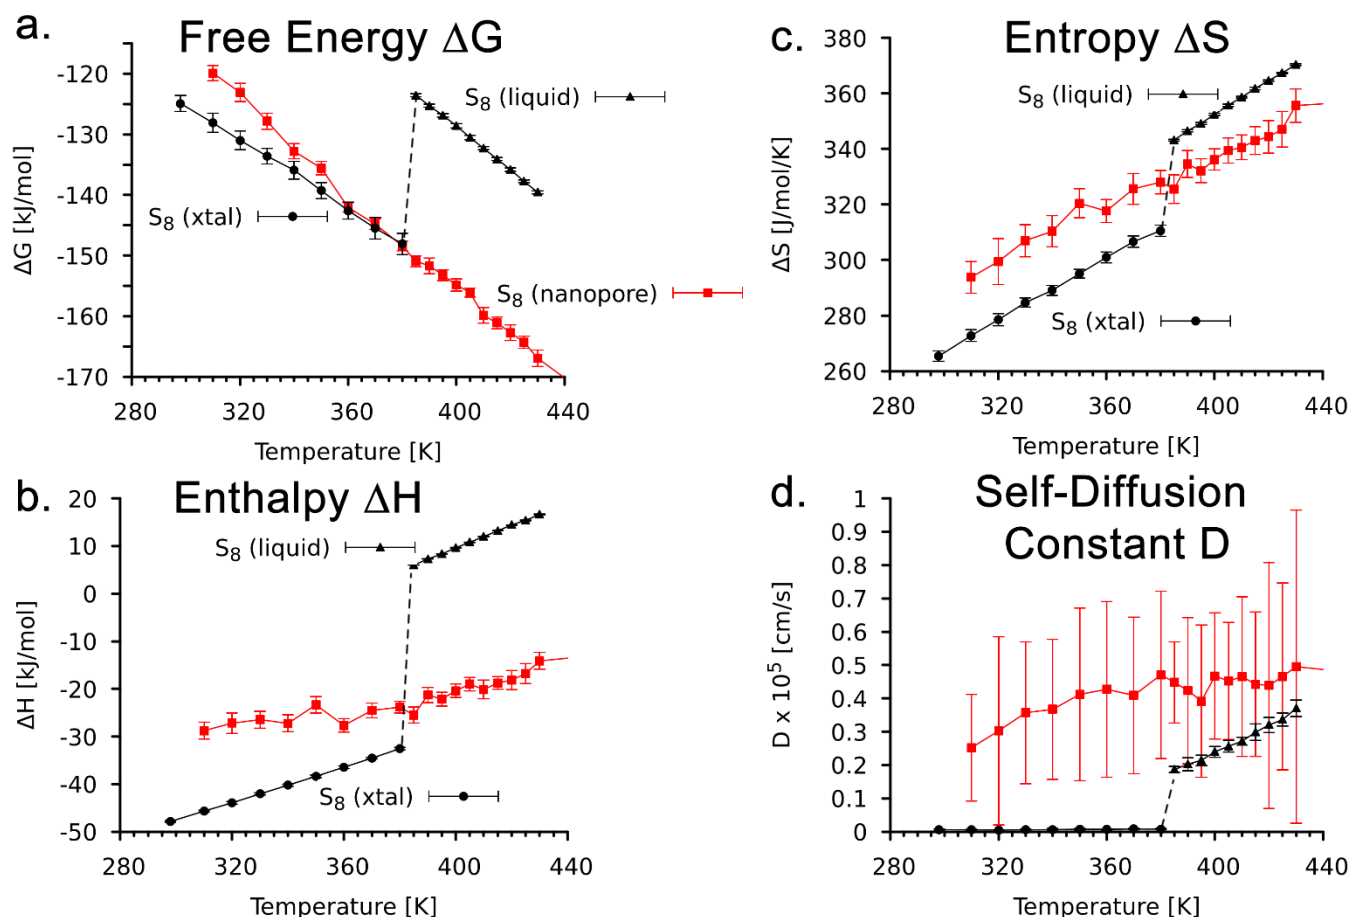 a.
Free Energy ΔG
-120
-130
-140
-150
-160
-170
ΔG [kJ/mol]
S8 (liquid)
S8 (xtal)
S8 (nanopore)
280
320
360
400
440
Temperature [K]
c.
Entropy ΔS
380
360
340
320
300
280
260
ΔS [J/mol/K]
S8 (liquid)
S8 (xtal)
280
320
360
400
440
Temperature [K]
b.
Enthalpy ΔH
20
10
0
-10
-20
-30
-40
-50
ΔH [kJ/mol]
S8 (liquid)
S8 (xtal)
280
320
360
400
440
Temperature [K]
d.
Self-Diffusion
Constant D
1
0.9
0.8
0.7
0.6
0.5
0.4
0.3
0.2
0.1
0
D x 10⁵ [cm/s]
280
320
360
400
440
Temperature [K]